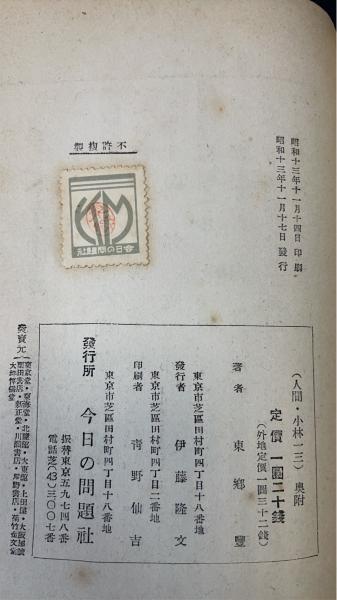 昭和十三年十一月十四日 印刷
昭和十三年十一月十七日 發行
不許複製
今日の問題社
(人間・小林一三) 奥附
定價 一圓二十錢
(外地定價一圓三十二錢)
著者 東鄕豐
東京市芝區田村町四丁目十八番地
發行者 伊藤隆文
東京市芝區田村町四丁目二番地
印刷者 靑野仙吉
東京市芝區田村町四丁目十八番地
發行所 今日の問題社
振替東京五九七四八番
電話芝(43)三〇〇七番
發賣元